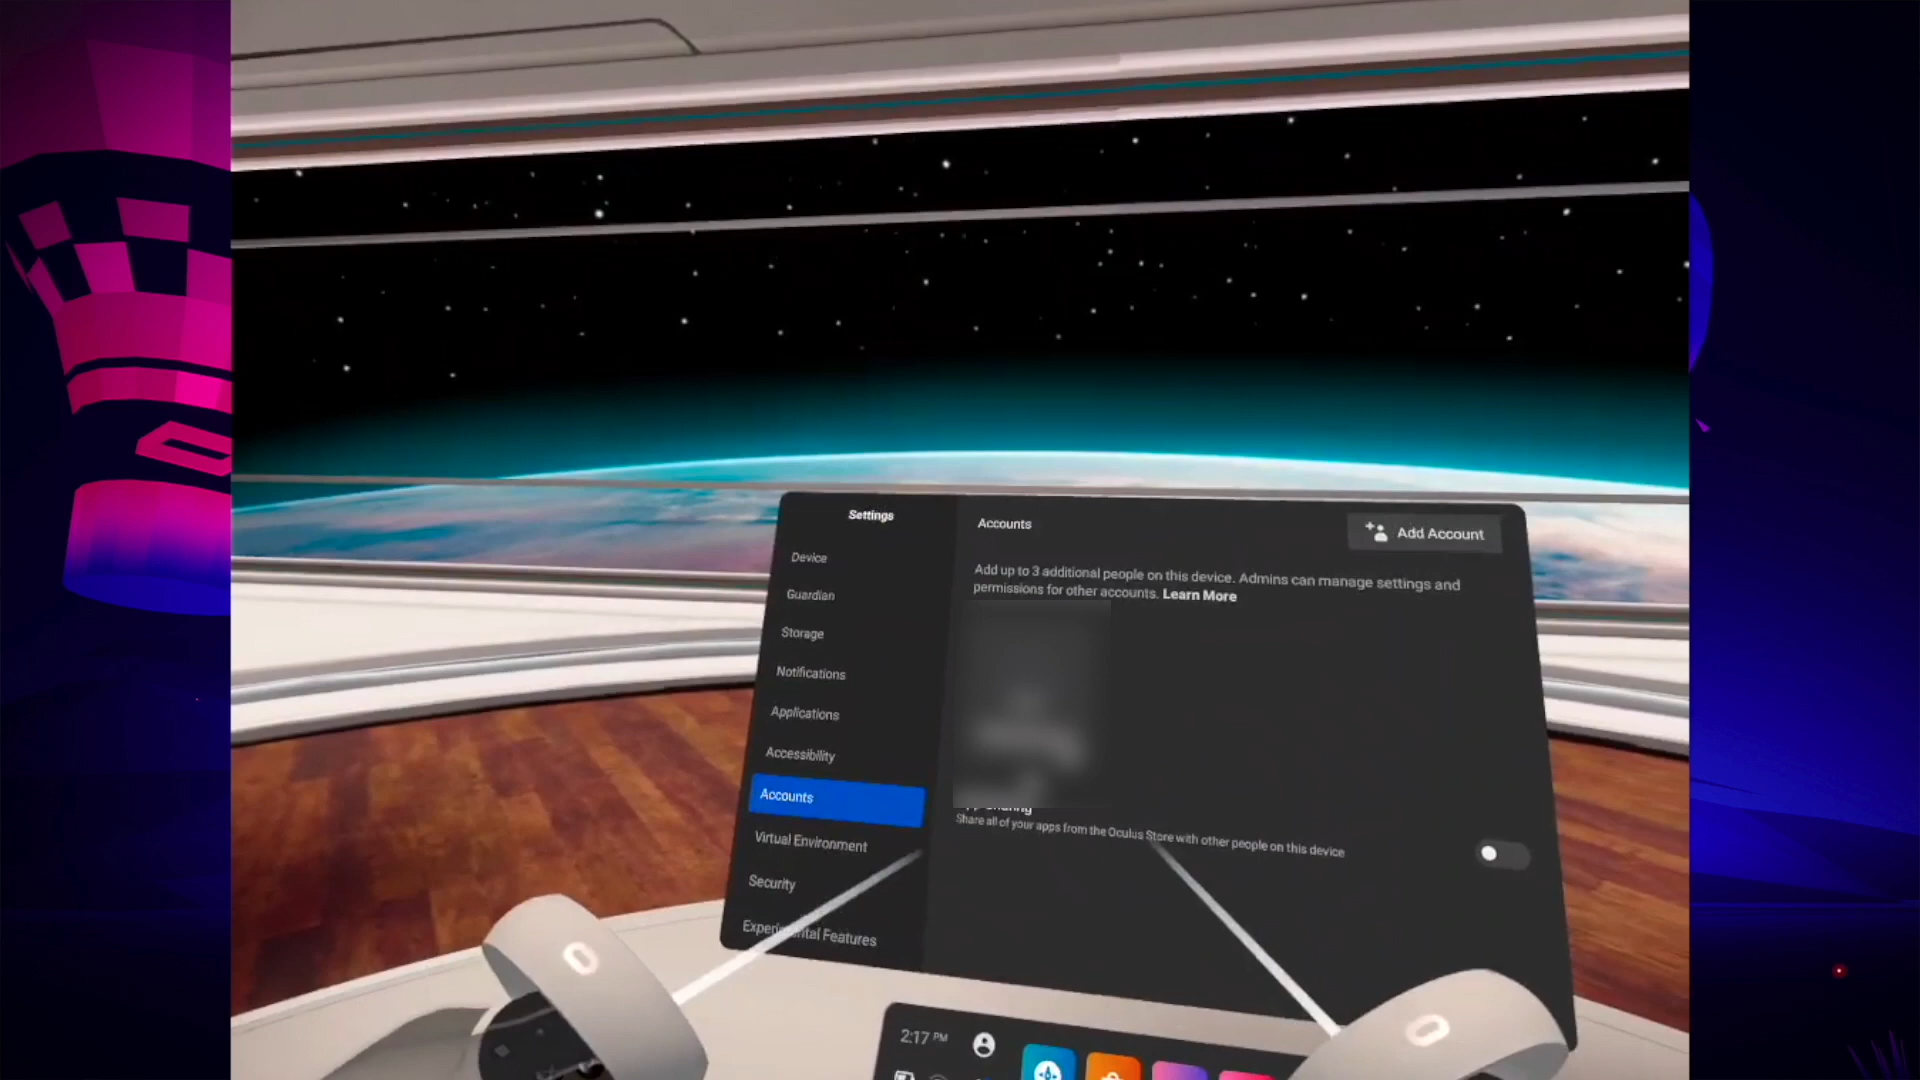 Settings
Device
Guardian
Storage
Notifications
Applications
Accessibility
Accounts
Virtual Environment
Security
Experimental Features
Accounts
Add Account
Add up to 3 additional people on this device. Admins can manage settings and
permissions for other accounts. Learn More
Share all of your apps from the Oculus Store with other people on this device
2:17 PM